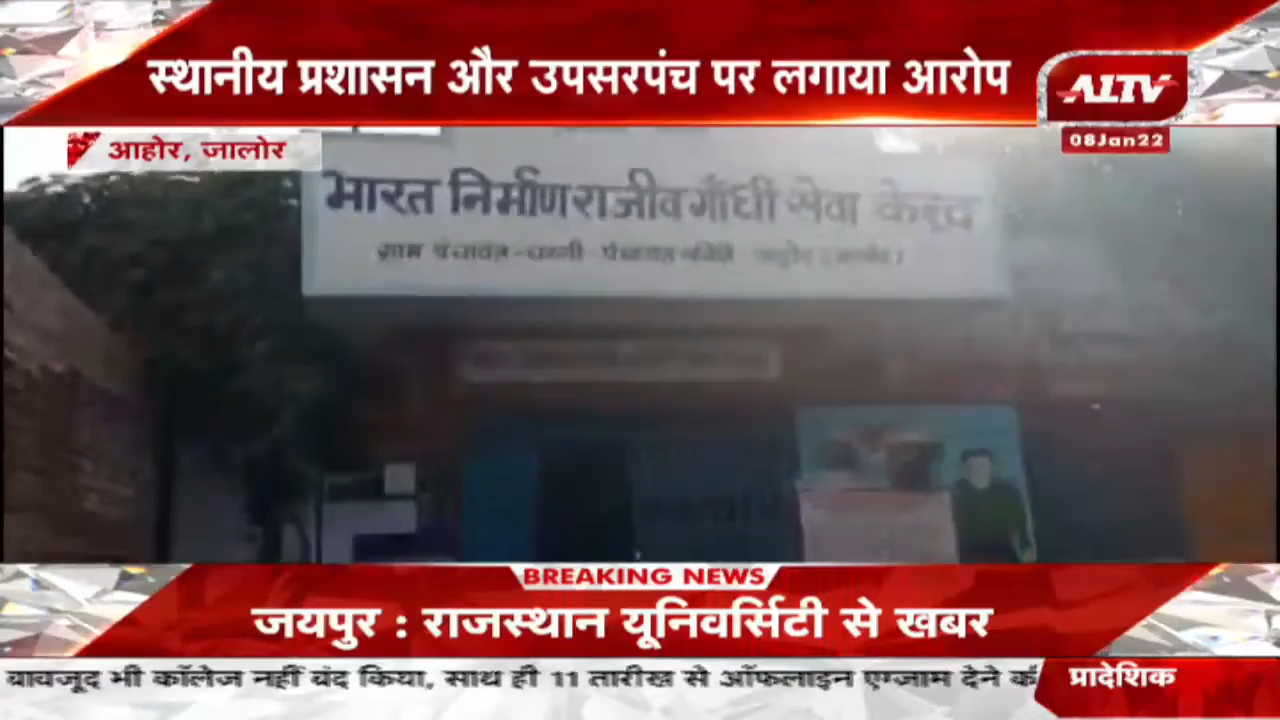 स्थानीय प्रशासन और उपसरपंच पर लगाया आरोप
ALTV
08Jan22
आहोर, जालोर
भारत निर्माण राजीव गाँधी सेवा केन्द्र
ग्राम पंचायत
BREAKING NEWS
जयपुर : राजस्थान यूनिवर्सिटी से खबर
बावजूद भी कॉलेज नहीं बंद किया, साथ ही 11 तारीख से ऑफलाइन एग्जाम देने
प्रादेशिक